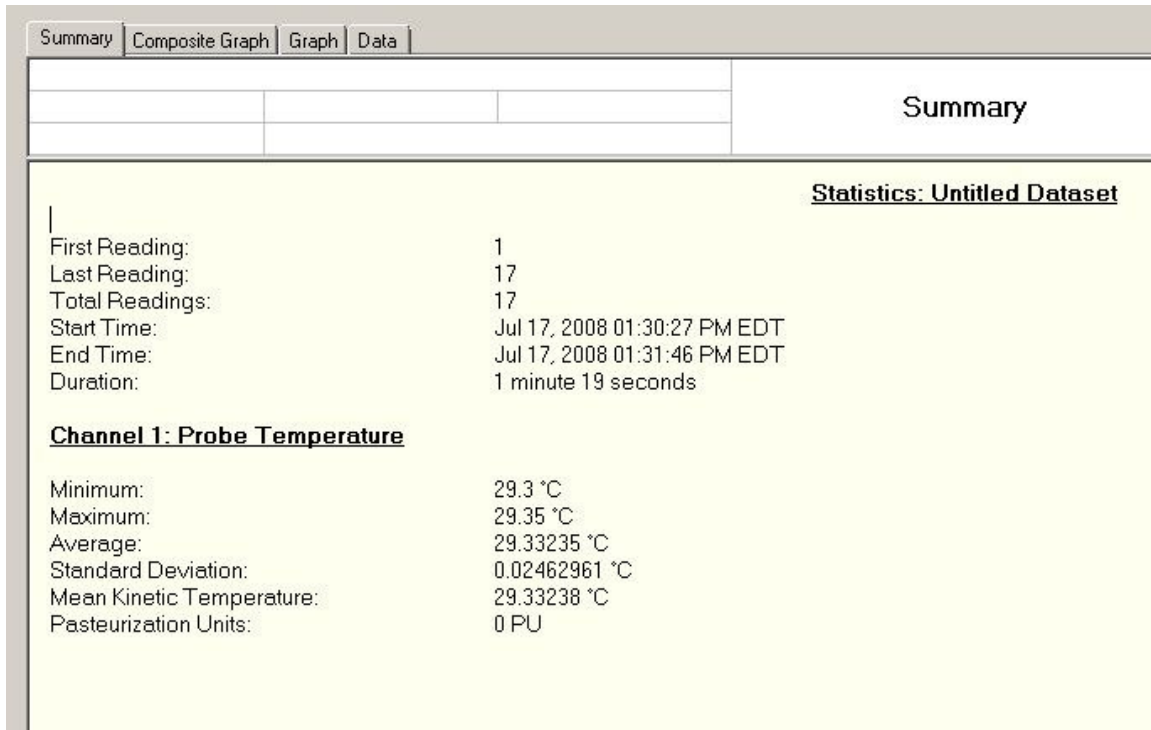 Summary Composite Graph Graph Data
Summary
Statistics: Untitled Dataset
First Reading: 1
Last Reading: 17
Total Readings: 17
Start Time: Jul 17, 2008 01:30:27 PM EDT
End Time: Jul 17, 2008 01:31:46 PM EDT
Duration: 1 minute 19 seconds
Channel 1: Probe Temperature
Minimum: 29.3 °C
Maximum: 29.35 °C
Average: 29.33235 °C
Standard Deviation: 0.02462961 °C
Mean Kinetic Temperature: 29.33238 °C
Pasteurization Units: 0 PU